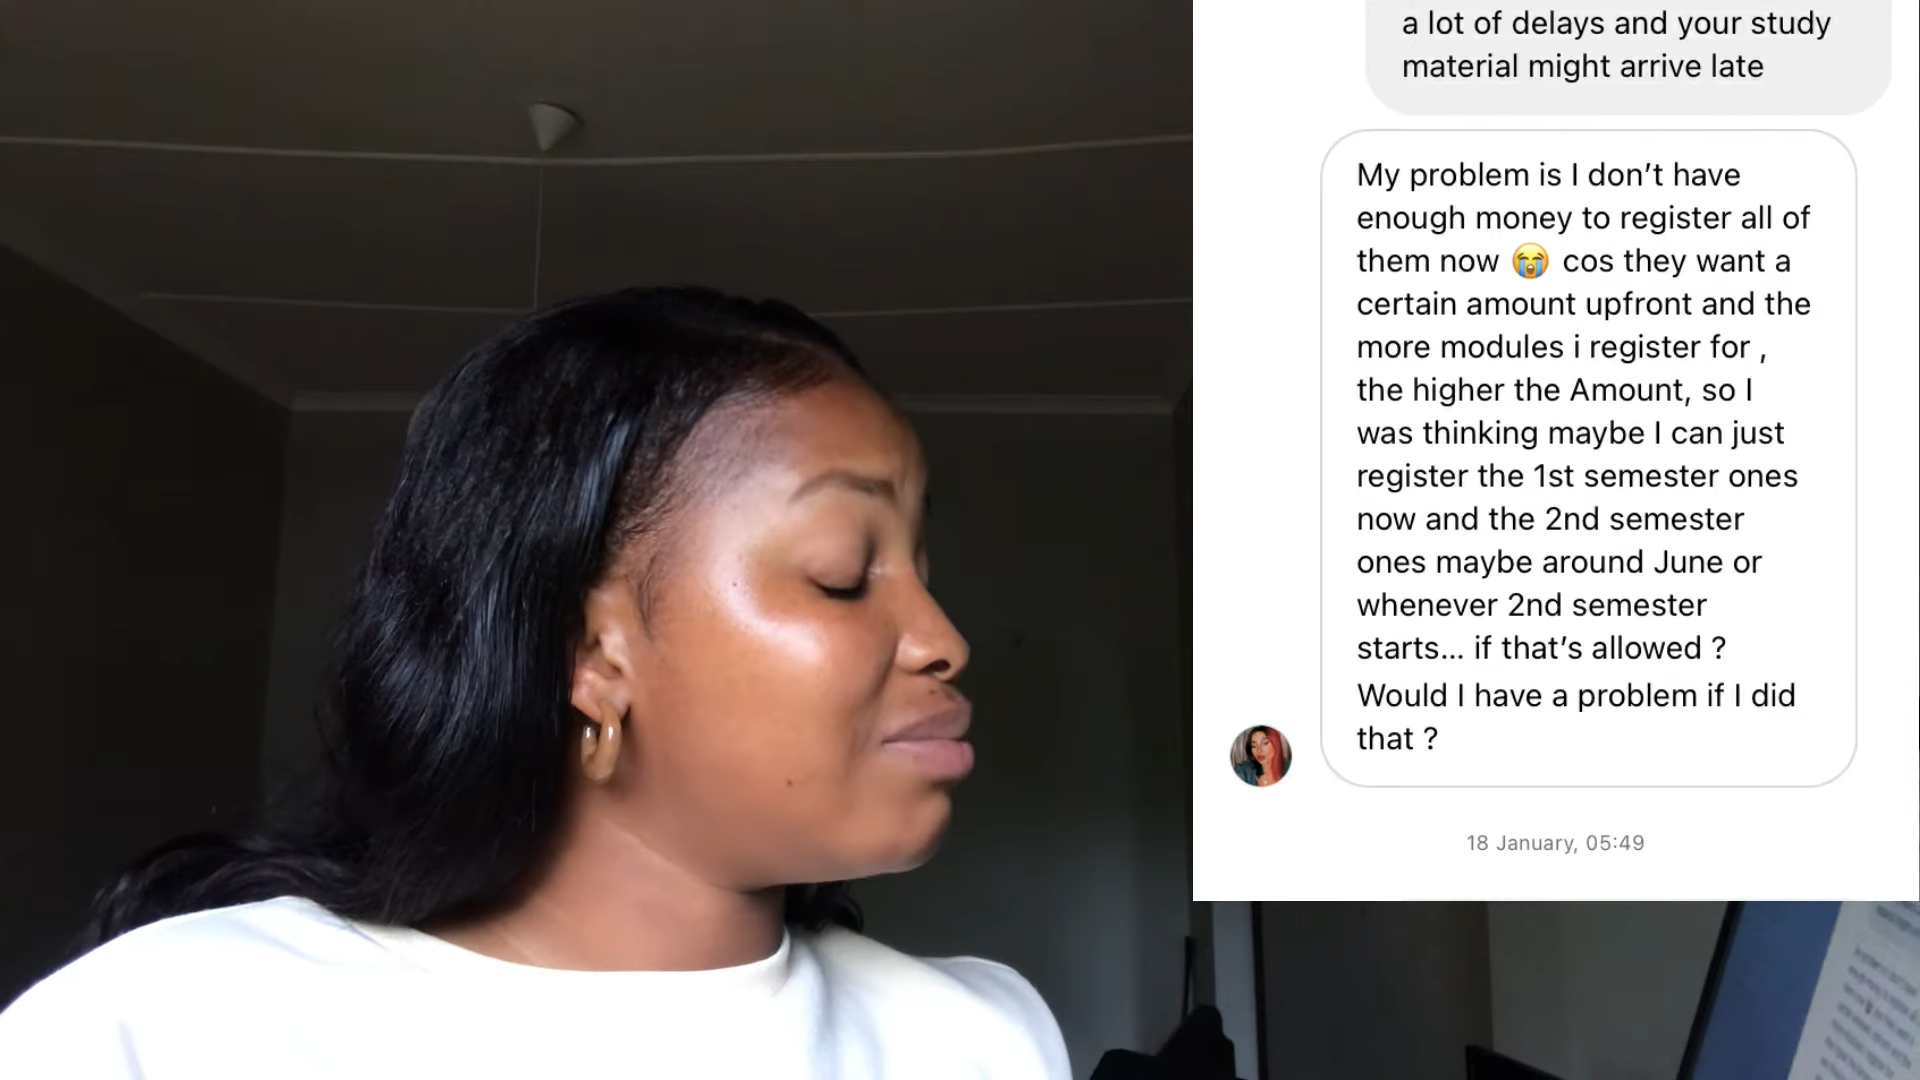 a lot of delays and your study
material might arrive late
My problem is I don’t have
enough money to register all of
them now 😭 cos they want a
certain amount upfront and the
more modules i register for ,
the higher the Amount, so I
was thinking maybe I can just
register the 1st semester ones
now and the 2nd semester
ones maybe around June or
whenever 2nd semester
starts... if that’s allowed ?
Would I have a problem if I did
that ?
18 January, 05:49